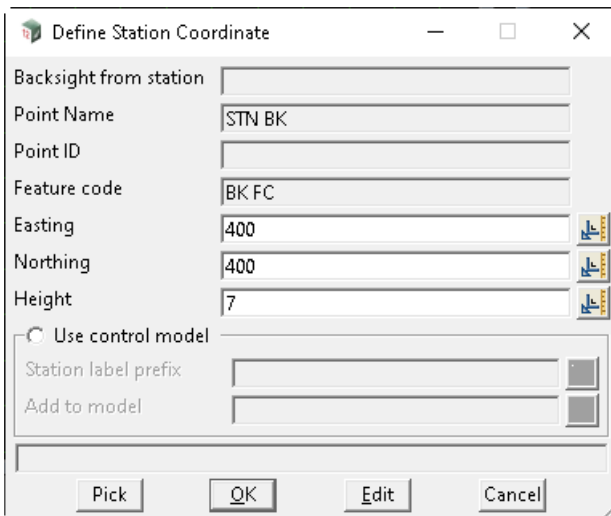 Define Station Coordinate
Backsight from station
Point Name STN BK
Point ID
Feature code BK FC
Easting 400
Northing 400
Height 7
Use control model
Station label prefix
Add to model
Pick OK Edit Cancel